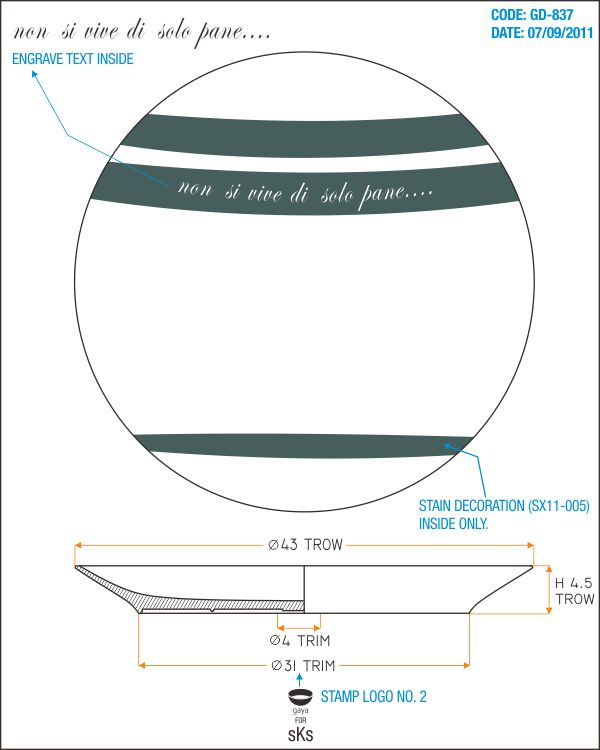 non si vive di solo pane....
CODE: GD-837
DATE: 07/09/2011
ENGRAVE TEXT INSIDE
non si vive di solo pane....
STAIN DECORATION (SX11-005)
INSIDE ONLY.
Ø43 TROW
H 4.5
TROW
Ø4 TRIM
Ø31 TRIM
STAMP LOGO NO. 2
gaya
FOR
sKs